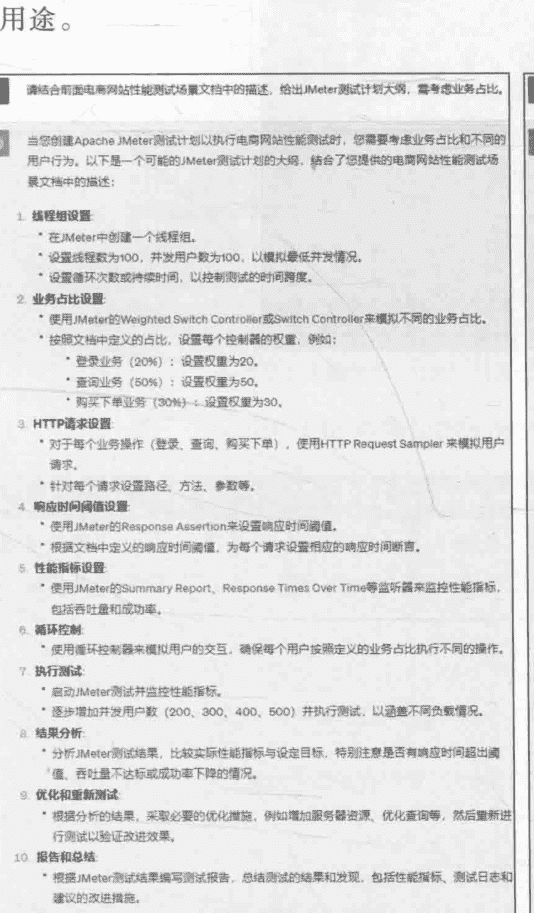 用途。
请结合前面电商网站性能测试场景文档中的描述，给出JMeter测试计划大纲，需考虑业务占比。
当您创建Apache JMeter测试计划以执行电商网站性能测试时，您需要考虑业务占比和不同的
用户行为。以下是一个可能的JMeter测试计划的大纲，结合了您提供的电商网站性能测试场
景文档中的描述：
1. 线程组设置:
• 在JMeter中创建一个线程组。
• 设置线程数为100，并发用户数为100，以模拟最低并发情况。
• 设置循环次数或持续时间，以控制测试的时间跨度。
2. 业务占比设置:
• 使用JMeter的Weighted Switch Controller或Switch Controller来模拟不同的业务占比。
• 按照文档中定义的占比，设置每个控制器的权重，例如：
• 登录业务（20%）：设置权重为20。
• 查询业务（50%）：设置权重为50。
• 购买下单业务（30%）：设置权重为30。
3. HTTP请求设置:
• 对于每个业务操作（登录、查询、购买下单），使用HTTP Request Sampler 来模拟用户
请求。
• 针对每个请求设置路径、方法、参数等。
4. 响应时间阈值设置:
• 使用JMeter的Response Assertion来设置响应时间阈值。
• 根据文档中定义的响应时间阈值，为每个请求设置相应的响应时间断言。
5. 性能指标设置:
• 使用JMeter的Summary Report、Response Times Over Time等监听器来监控性能指标，
包括吞吐量和成功率。
6. 循环控制:
• 使用循环控制器来模拟用户的交互，确保每个用户按照定义的业务占比执行不同的操作。
7. 执行测试:
• 启动JMeter测试并监控性能指标。
• 逐步增加并发用户数（200、300、400、500）并执行测试，以涵盖不同负载情况。
8. 结果分析:
• 分析JMeter测试结果，比较实际性能指标与设定目标，特别注意是否有响应时间超出阈
值、吞吐量不达标或成功率下降的情况。
9. 优化和重新测试:
• 根据分析的结果，采取必要的优化措施，例如增加服务器资源、优化查询等，然后重新进
行测试以验证改进效果。
10. 报告和总结:
• 根据JMeter测试结果编写测试报告，总结测试的结果和发现，包括性能指标、测试日志和
建议的改进措施。